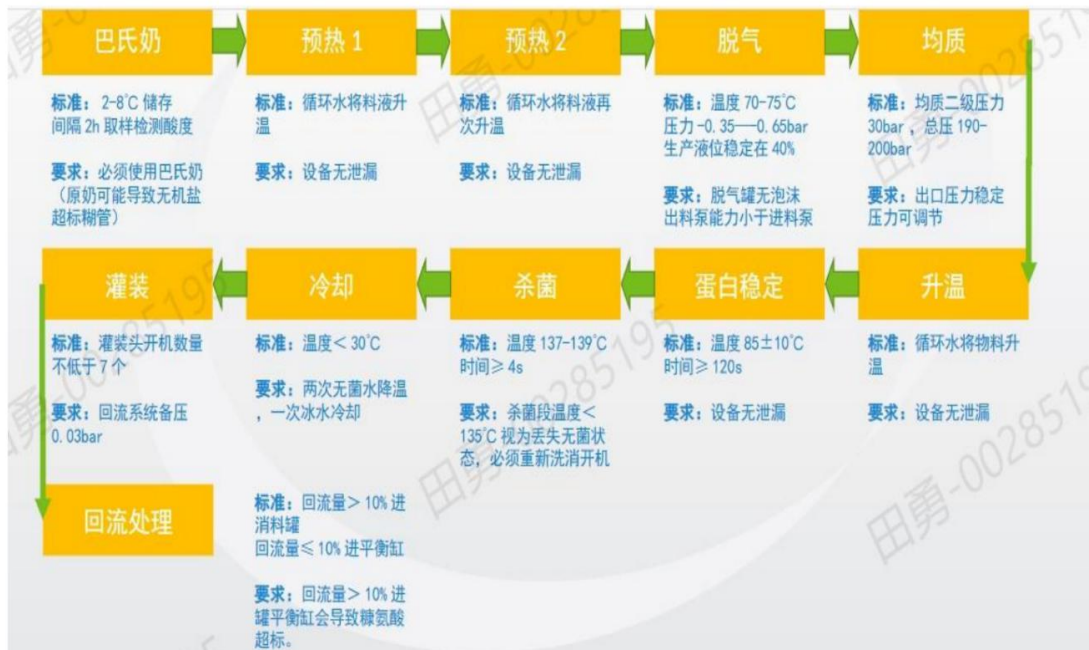 巴氏奶
预热 1
预热 2
脱气
均质
标准：2-8℃ 储存
间隔 2h 取样检测酸度
要求：必须使用巴氏奶
（原奶可能导致无机盐
超标糊管）
标准：循环水将料液升
温
要求：设备无泄漏
标准：循环水将料液再
次升温
要求：设备无泄漏
标准：温度 70-75℃
压力 -0.35——0.65bar
生产液位稳定在 40%
要求：脱气罐无泡沫
出料泵能力小于进料泵
标准：均质二级压力
30bar ，总压 190-
200bar
要求：出口压力稳定
压力可调节
灌装
冷却
杀菌
蛋白稳定
升温
标准：灌装头开机数量
不低于 7 个
要求：回流系统备压
0.03bar
标准：温度＜ 30℃
要求：两次无菌水降温
，一次冰水冷却
标准：温度 137-139℃
时间≥ 4s
要求：杀菌段温度＜
135℃ 视为丢失无菌状
态，必须重新洗消开机
标准：温度 85±10℃
时间≥ 120s
要求：设备无泄漏
标准：循环水将物料升
温
要求：设备无泄漏
回流处理
标准：回流量＞ 10% 进
消料罐
回流量≤ 10% 进平衡缸
要求：回流量＞ 10% 进
罐平衡缸会导致糠氨酸
超标。
田勇-00285195
田勇-00285195
田勇-00285195
田勇-00285195
田勇-00285195